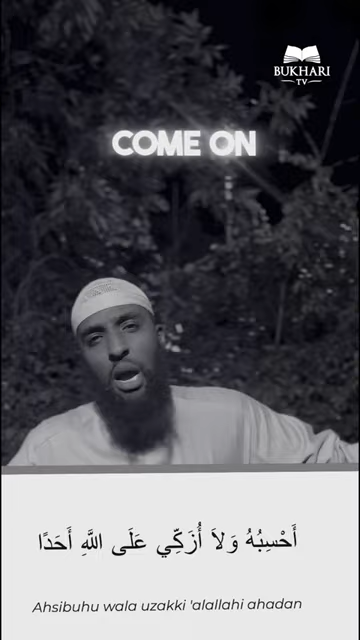 BUKHARI
TV
COME ON
أَحْسِبُهُ وَلاَ أُزَكِّي عَلَى اللَّهِ أَحَدًا
Ahsibuhu wala uzakki 'alallahi ahadan